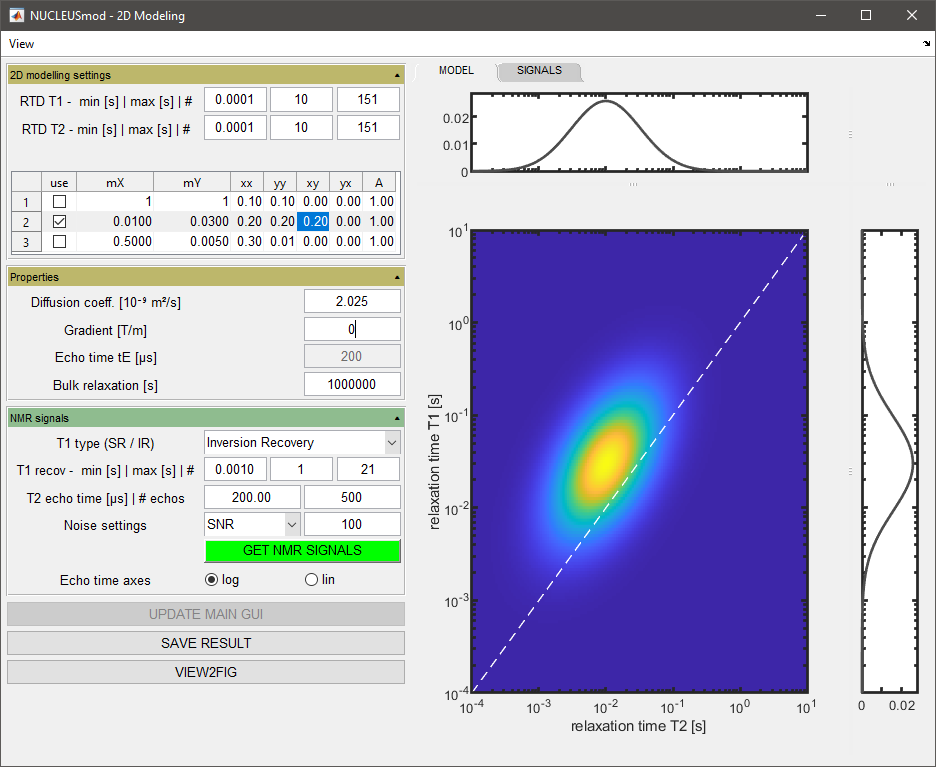 NUCLEUSmod - 2D Modeling
View
2D modelling settings
RTD T1 - min [s] | max [s] | # 0.0001 10 151
RTD T2 - min [s] | max [s] | # 0.0001 10 151
use mX mY xx yy xy yx A
1 1 1 0.10 0.10 0.00 0.00 1.00
2 0.0100 0.0300 0.20 0.20 0.20 0.00 1.00
3 0.5000 0.0050 0.30 0.01 0.00 0.00 1.00
Properties
Diffusion coeff. [10⁻⁹ m²/s] 2.025
Gradient [T/m] 0
Echo time tE [µs] 200
Bulk relaxation [s] 1000000
NMR signals
T1 type (SR / IR) Inversion Recovery
T1 recov - min [s] | max [s] | # 0.0010 1 21
T2 echo time [µs] | # echos 200.00 500
Noise settings SNR 100
GET NMR SIGNALS
Echo time axes log lin
UPDATE MAIN GUI
SAVE RESULT
VIEW2FIG
MODEL SIGNALS
0.02
0.01
0
10¹
10⁰
10⁻¹
10⁻²
10⁻³
10⁻⁴
relaxation time T1 [s]
10⁻⁴ 10⁻³ 10⁻² 10⁻¹ 10⁰ 10¹
relaxation time T2 [s]
0 0.02